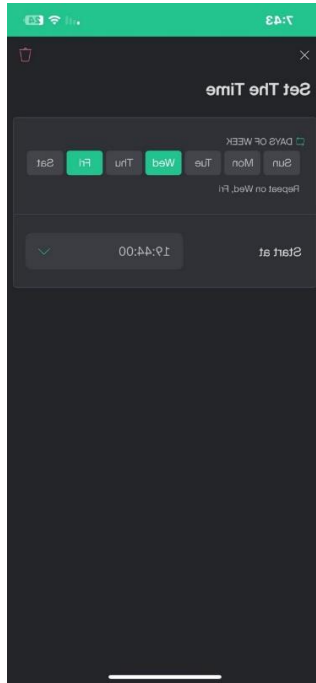 7:43
23
Set The Time
DAYS OF WEEK
Sun Mon Tue Wed Thu Fri Sat
Repeat on Wed, Fri
Start at 19:44:00